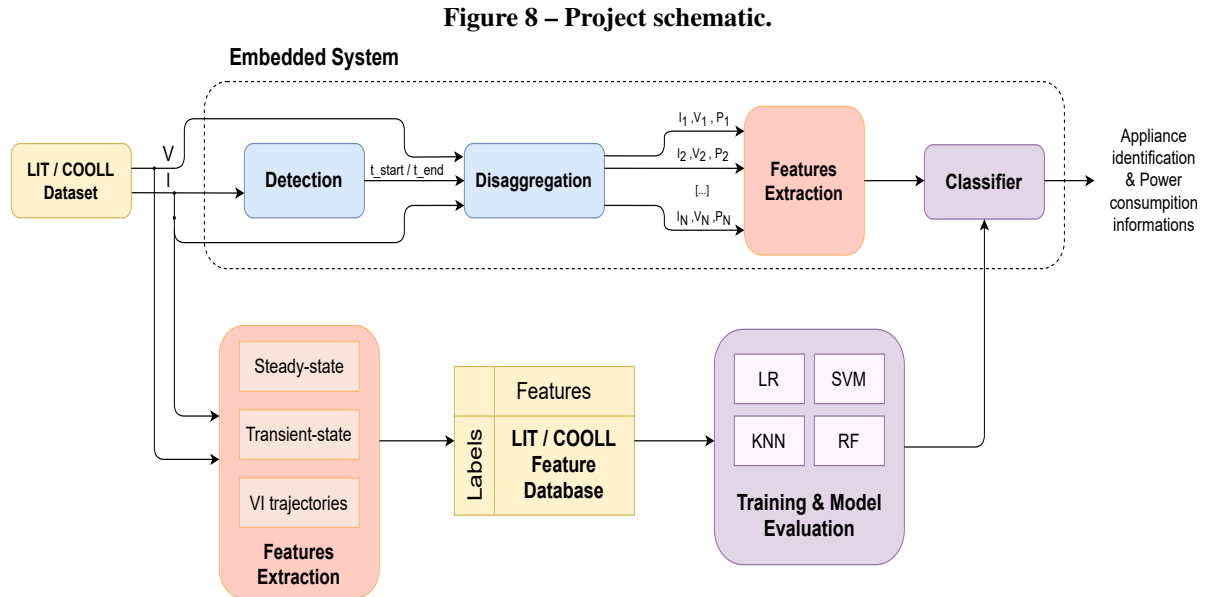 Figure 8 – Project schematic.
Embedded System
V
I
LIT / COOLL
Dataset
Detection
t_start / t_end
Disaggregation
I1 ,V1 , P1
I2 ,V2 , P2
[...]
IN ,VN , PN
Features
Extraction
Classifier
Appliance
identification
& Power
consumpition
informations
Steady-state
Transient-state
VI trajectories
Features
Extraction
Features
Labels
LIT / COOLL
Feature
Database
LR
SVM
KNN
RF
Training & Model
Evaluation